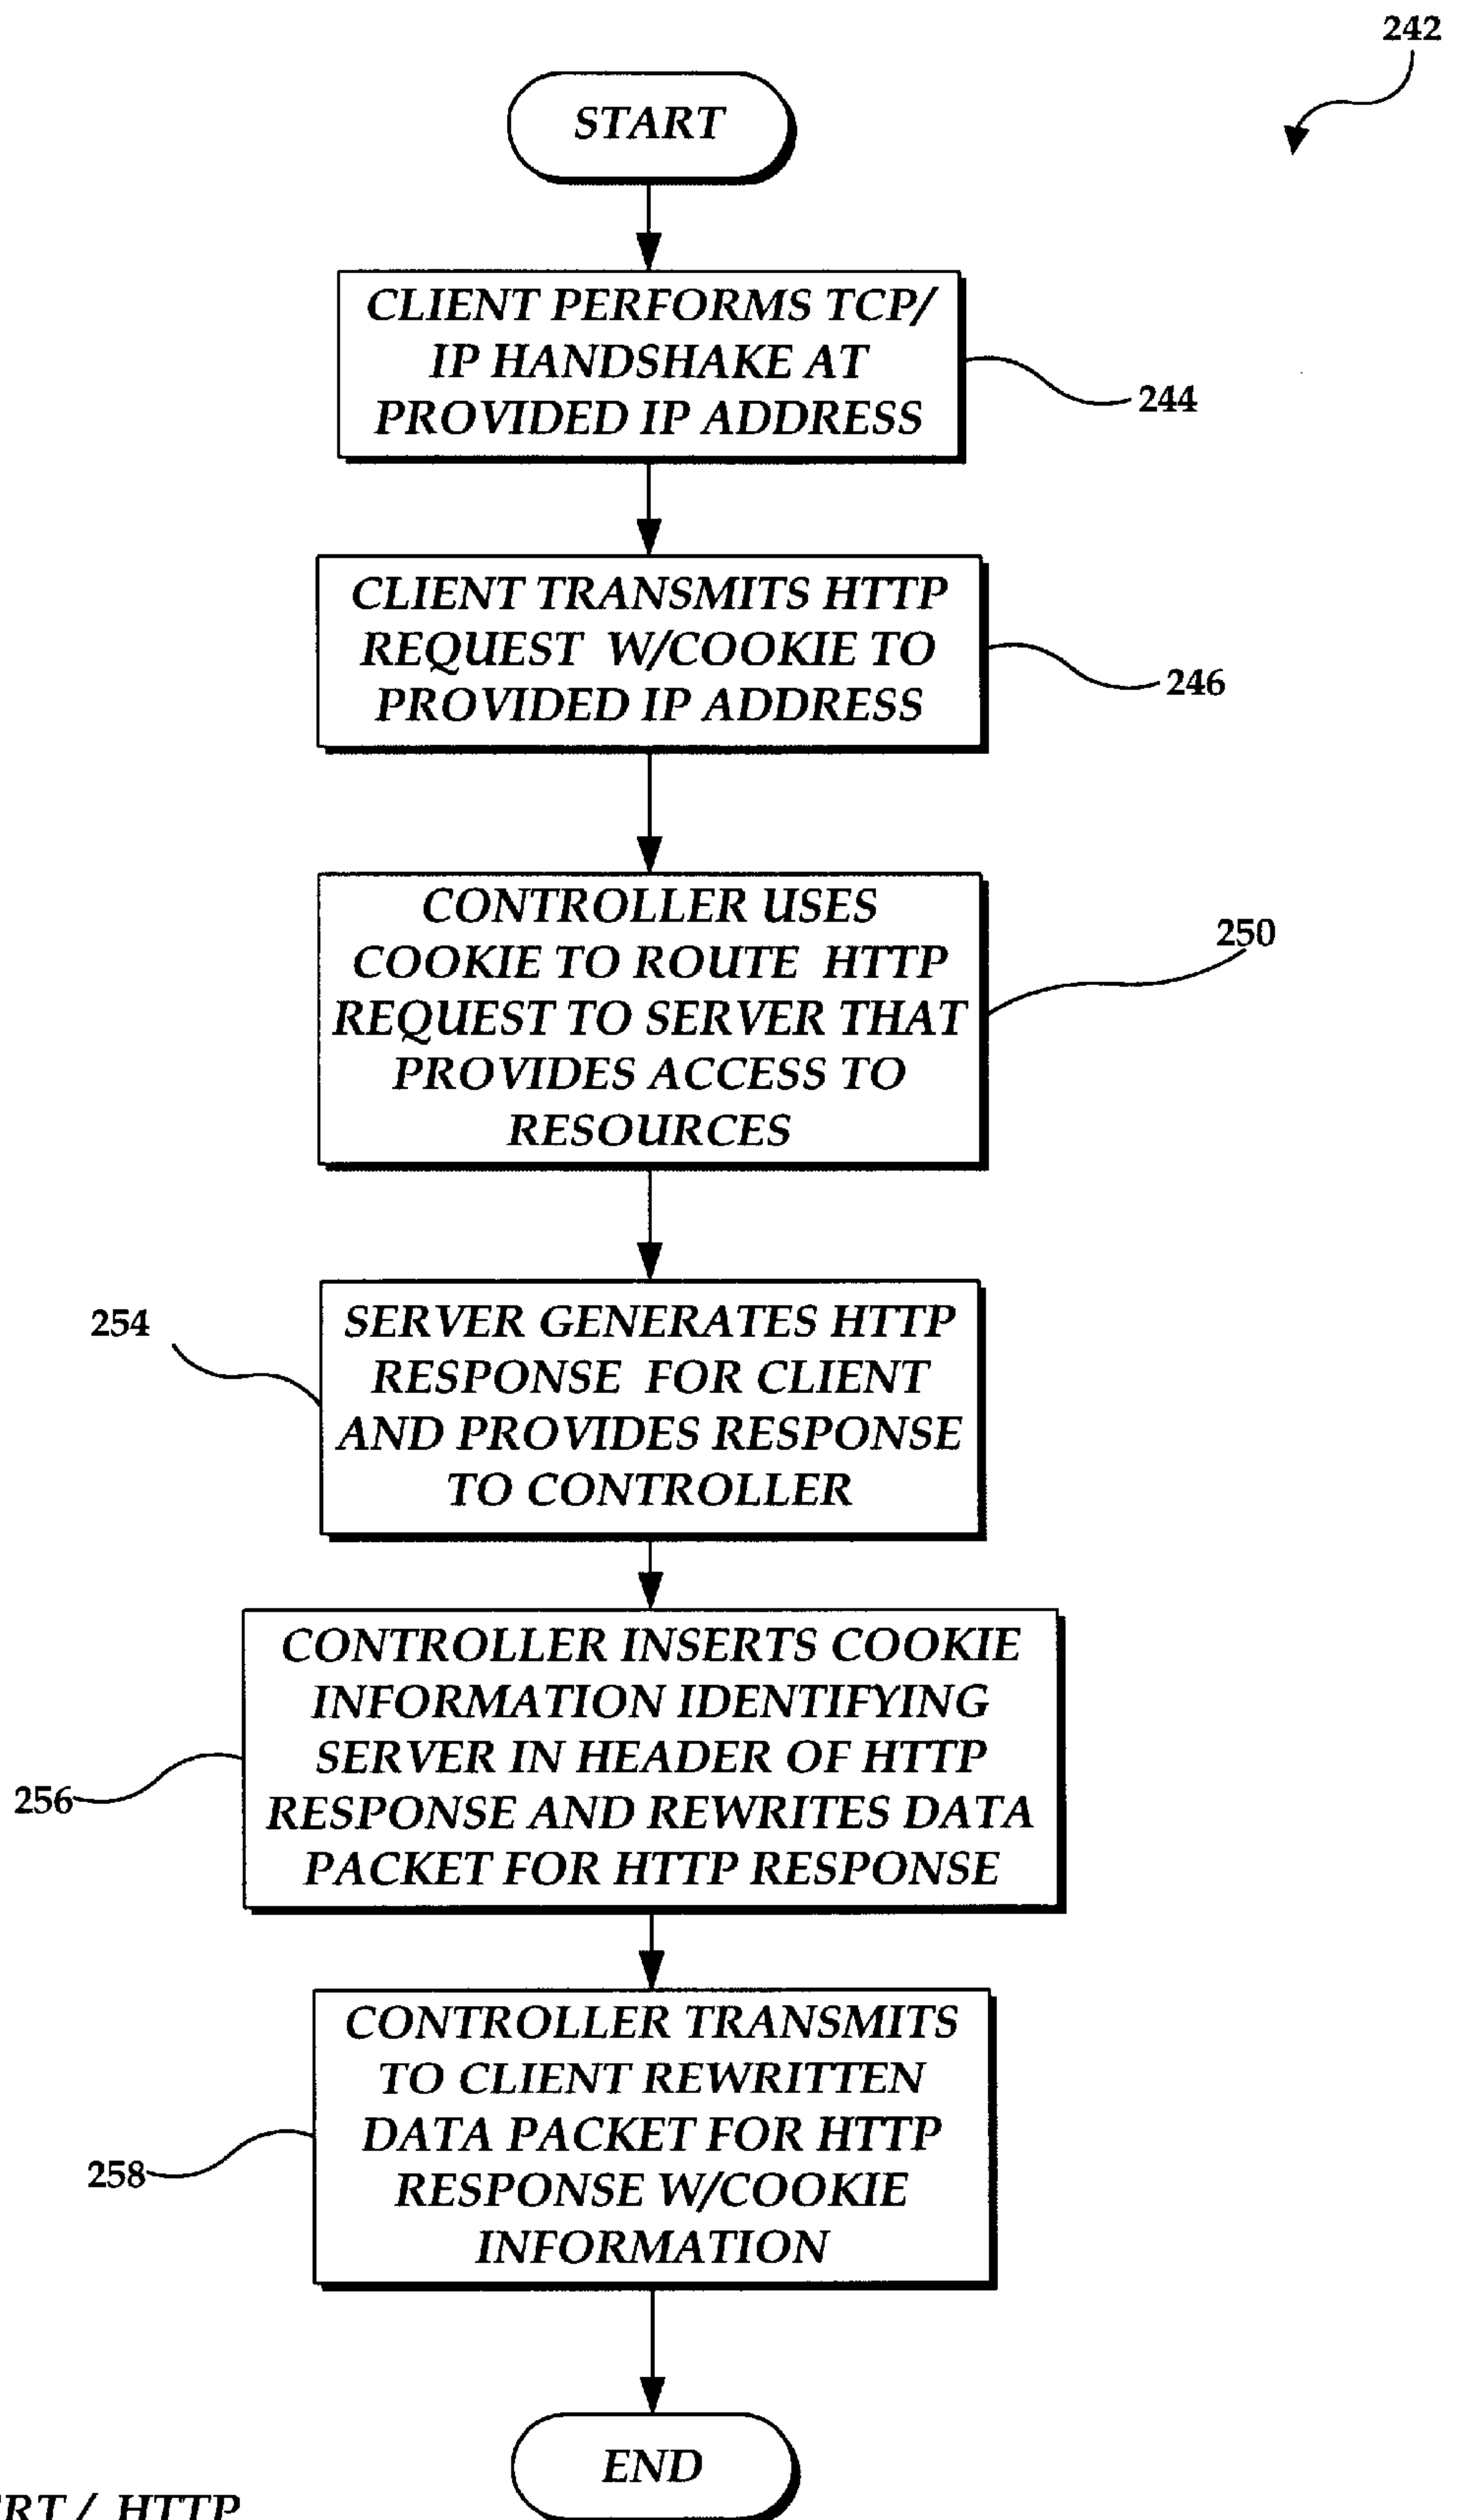 242
START
CLIENT PERFORMS TCP/
IP HANDSHAKE AT
PROVIDED IP ADDRESS
244
CLIENT TRANSMITS HTTP
REQUEST W/COOKIE TO
PROVIDED IP ADDRESS
246
CONTROLLER USES
COOKIE TO ROUTE HTTP
REQUEST TO SERVER THAT
PROVIDES ACCESS TO
RESOURCES
250
254
SERVER GENERATES HTTP
RESPONSE FOR CLIENT
AND PROVIDES RESPONSE
TO CONTROLLER
CONTROLLER INSERTS COOKIE
INFORMATION IDENTIFYING
SERVER IN HEADER OF HTTP
RESPONSE AND REWRITES DATA
PACKET FOR HTTP RESPONSE
256
CONTROLLER TRANSMITS
TO CLIENT REWRITTEN
DATA PACKET FOR HTTP
RESPONSE W/COOKIE
INFORMATION
258
END
/ HTTP